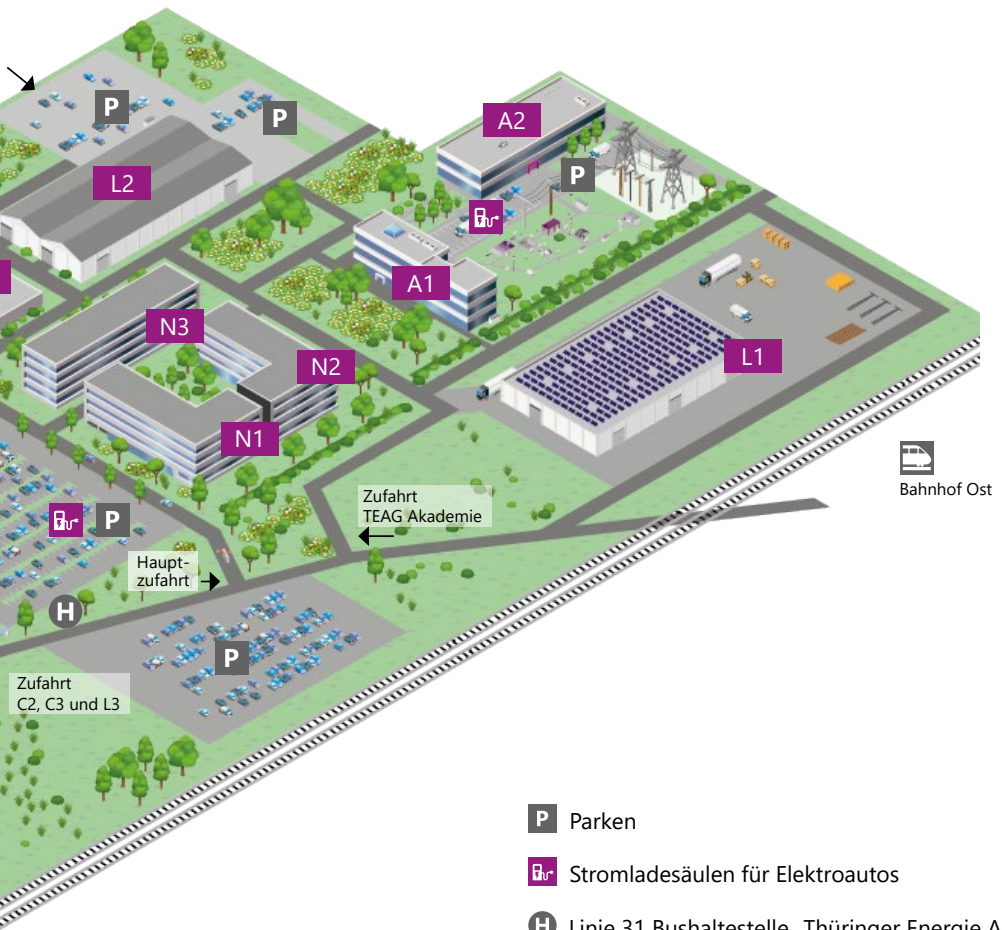 P
P
A2
P
L2
A1
N3
L1
N2
N1
Bahnhof Ost
Zufahrt
TEAG Akademie
P
Haupt-
zufahrt
H
P
Zufahrt
C2, C3 und L3
P Parken
Stromladesäulen für Elektroautos
H Linie 31 Bushaltestelle „Thüringer Energie A